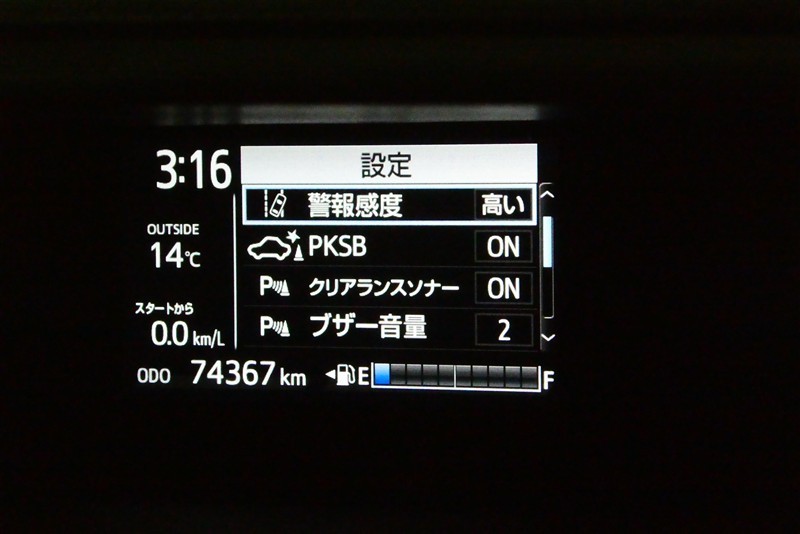 3:16
設定
警報感度 高い
OUTSIDE
14℃
PKSB ON
P クリアランスソナー ON
スタートから
0.0 km/L
P ブザー音量 2
ODO 74367 km E F